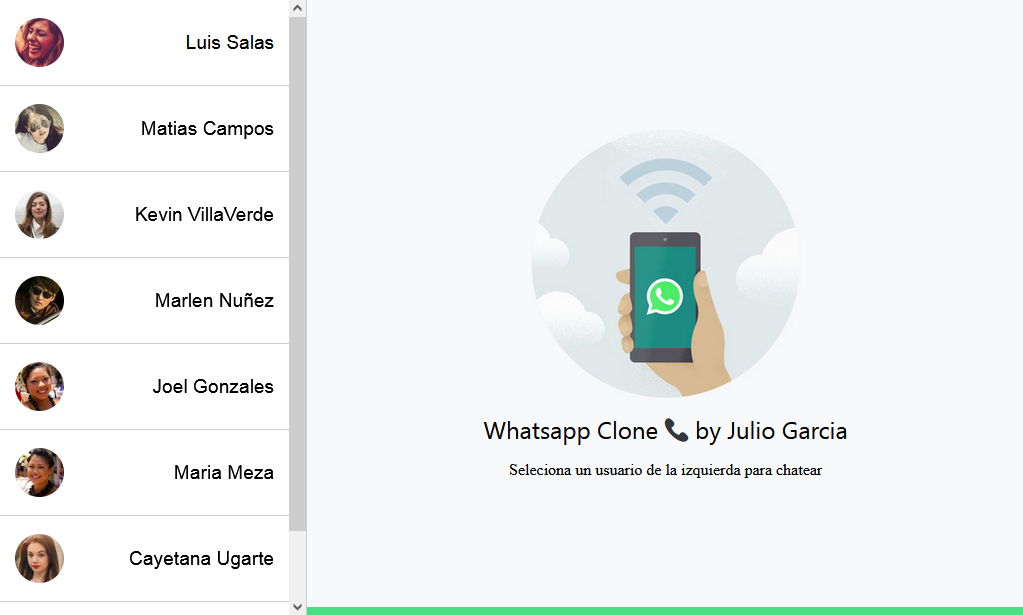 Luis Salas
Matias Campos
Kevin VillaVerde
Marlen Nuñez
Joel Gonzales
Maria Meza
Cayetana Ugarte
Whatsapp Clone 📞 by Julio Garcia
Seleciona un usuario de la izquierda para chatear